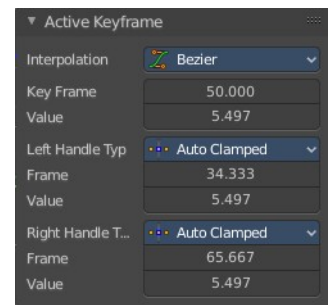 Active Keyframe
Interpolation Bezier
Key Frame 50.000
Value 5.497
Left Handle Typ Auto Clamped
Frame 34.333
Value 5.497
Right Handle T... Auto Clamped
Frame 65.667
Value 5.497